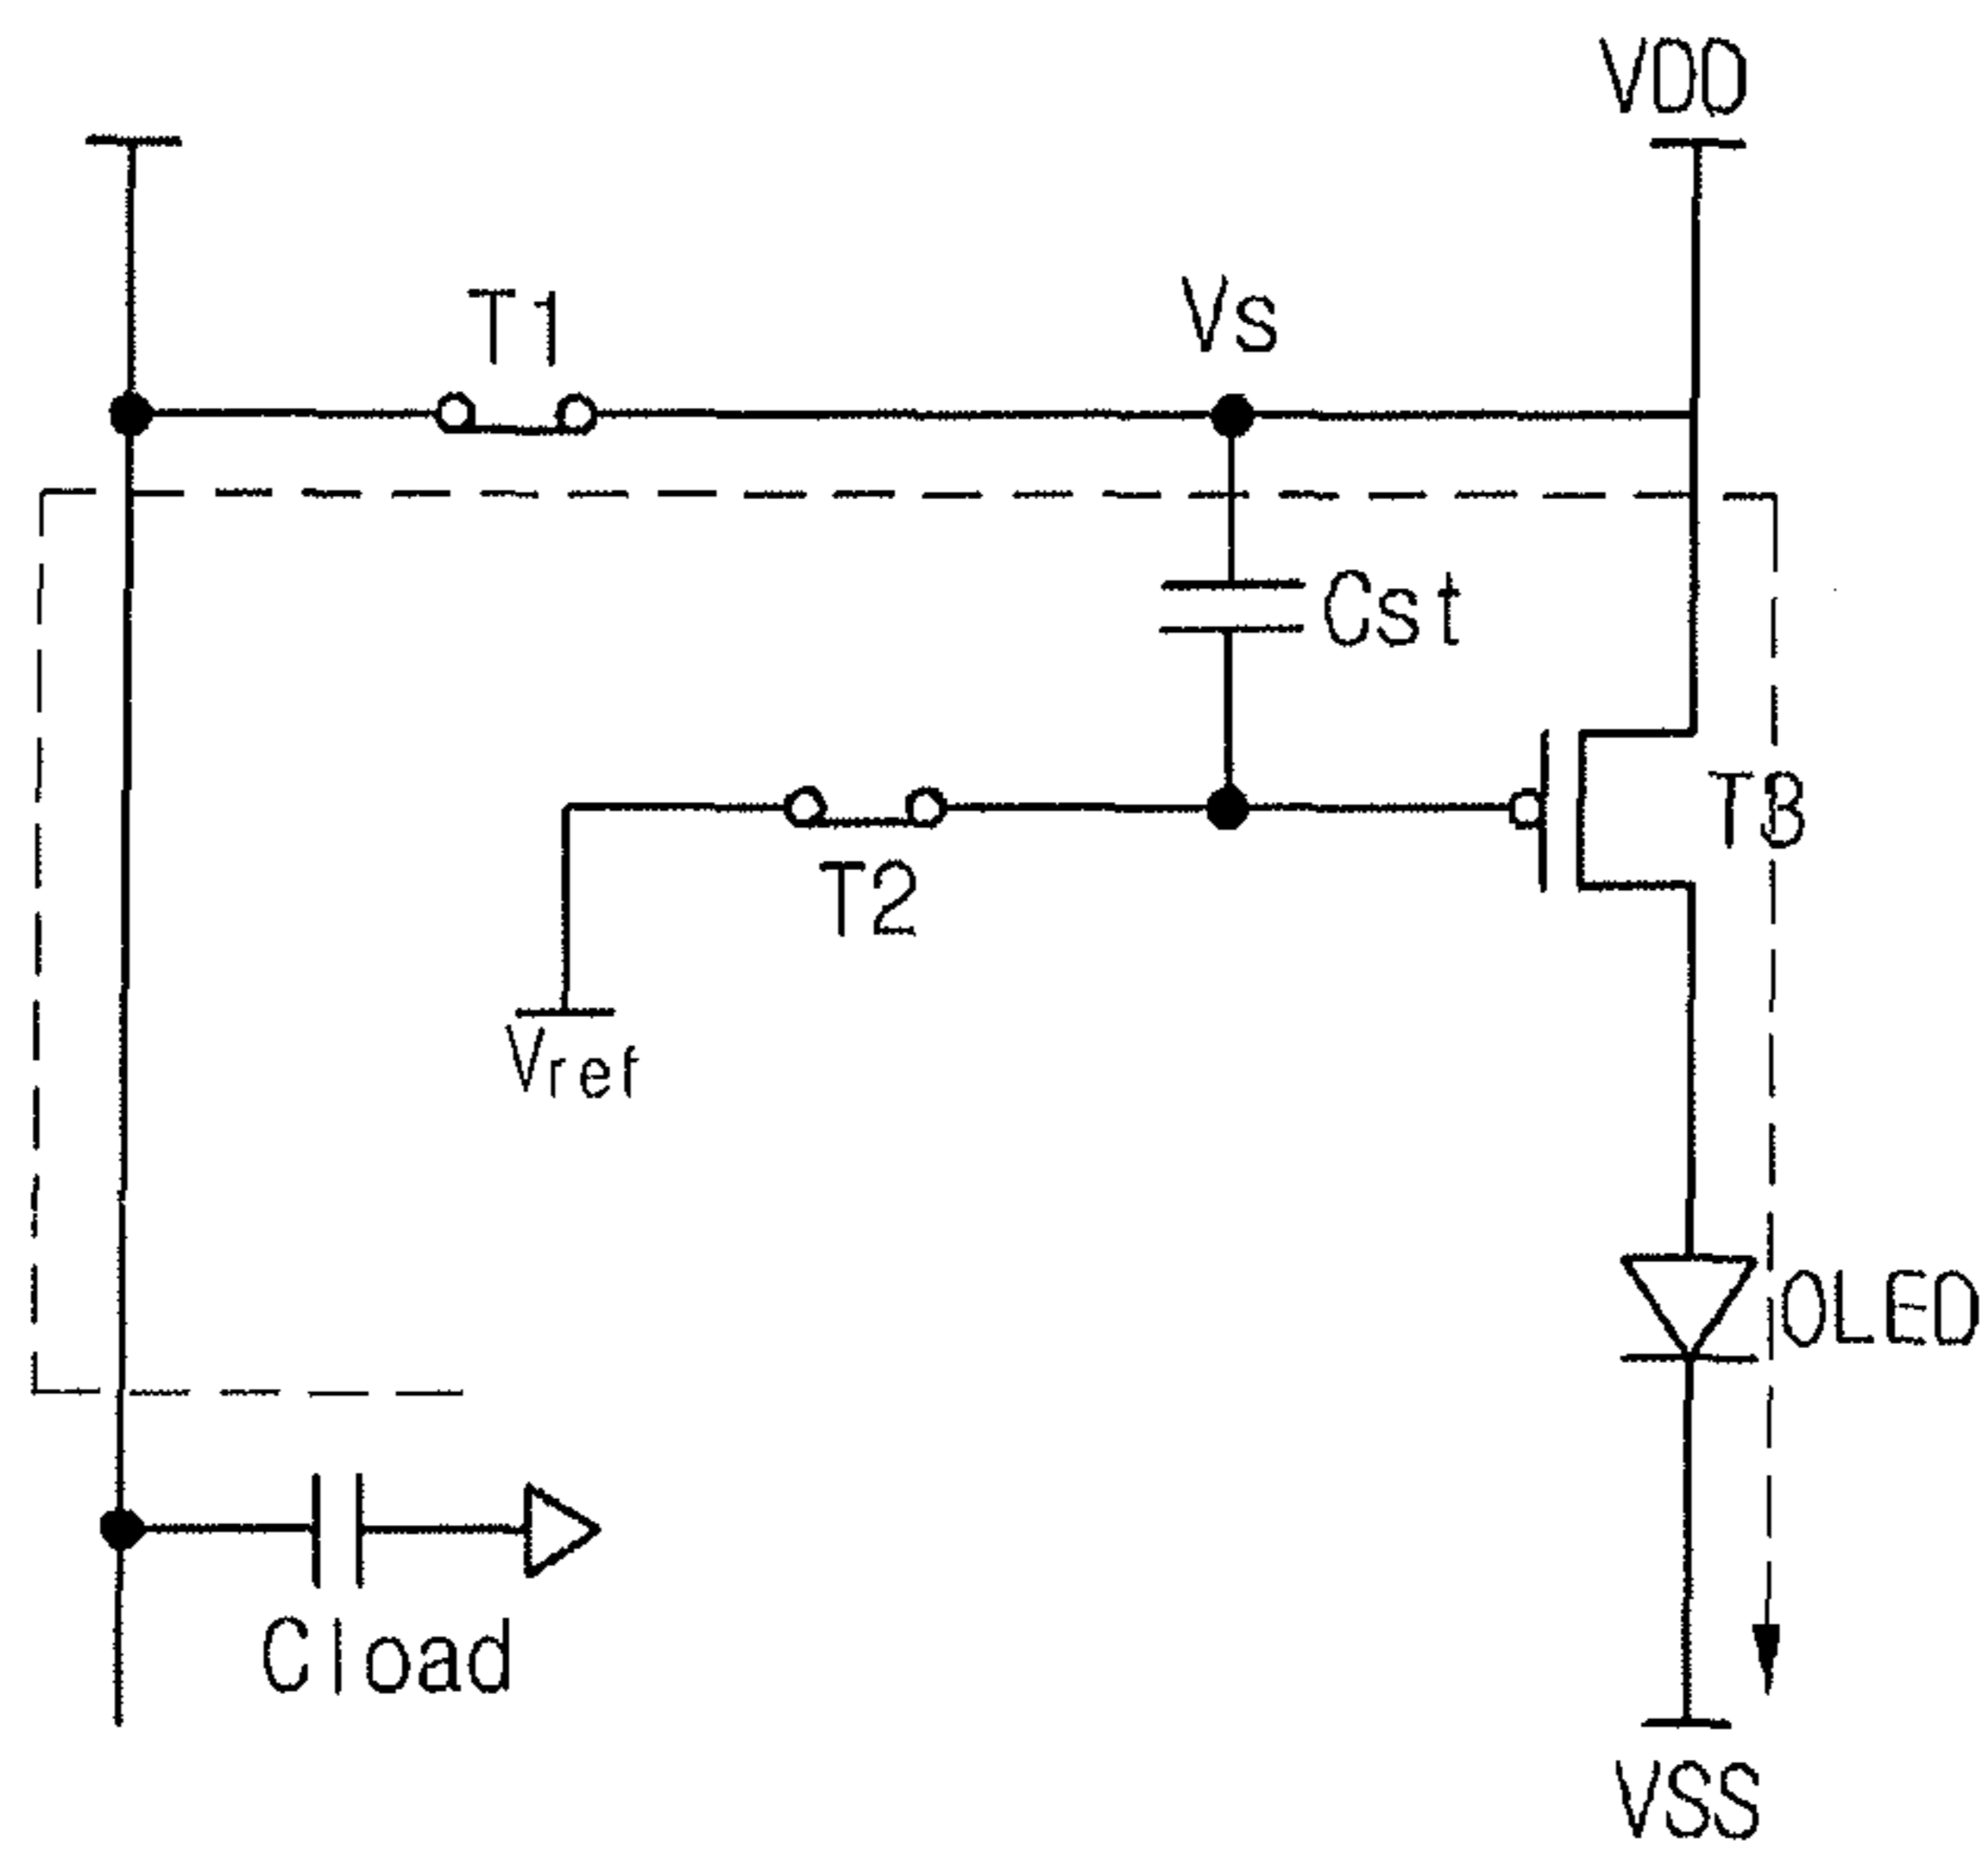 VDD
T1
Vs
Cst
T3
T2
Vref
OLED
Cload
VSS